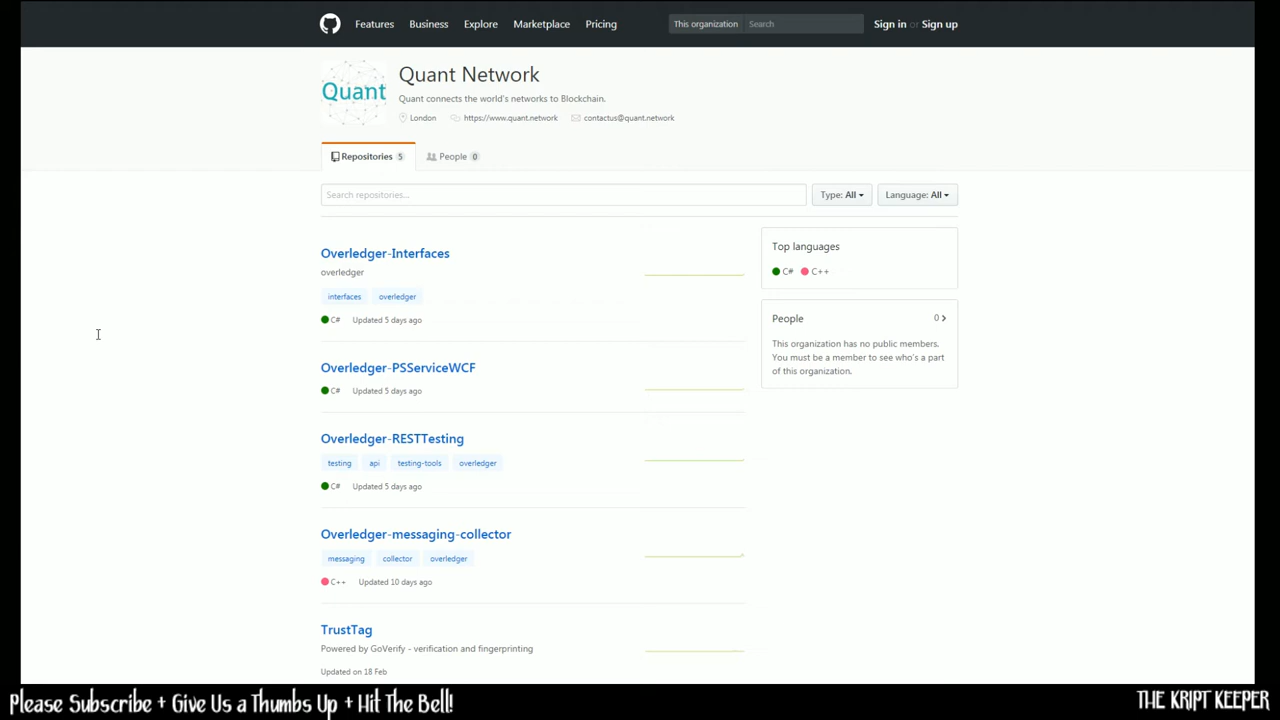 Features Business Explore Marketplace Pricing This organization Search Sign in or Sign up
Quant
Quant Network
Quant connects the world's networks to Blockchain.
London https://www.quant.network contactus@quant.network
Repositories 5 People 0
Search repositories... Type: All Language: All
Overledger-Interfaces
overledger
interfaces overledger
C# Updated 5 days ago
Top languages
C# C++
People 0
This organization has no public members.
You must be a member to see who's a part
of this organization.
Overledger-PSServiceWCF
C# Updated 5 days ago
Overledger-RESTTesting
testing api testing-tools overledger
C# Updated 5 days ago
Overledger-messaging-collector
messaging collector overledger
C++ Updated 10 days ago
TrustTag
Powered by GoVerify - verification and fingerprinting
Updated on 18 Feb
Please Subscribe + Give Us a Thumbs Up + Hit The Bell!
THE KRIPT KEEPER